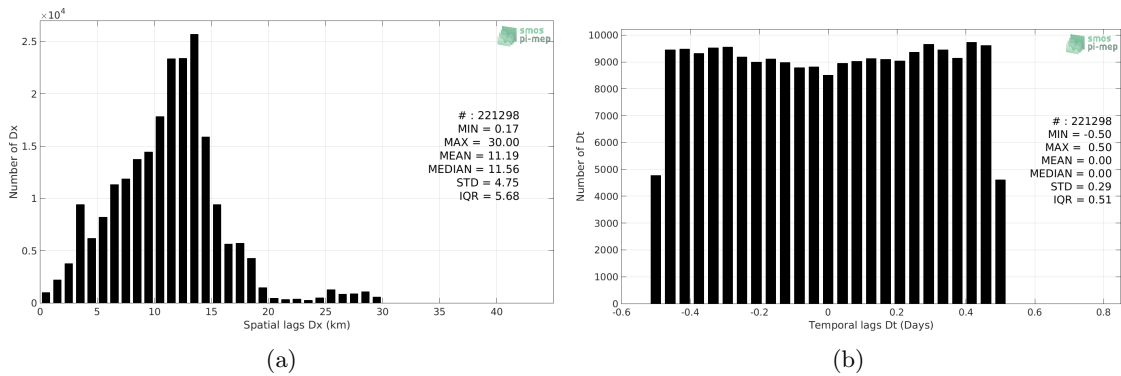 ×10⁴
2.5
2
1.5
1
0.5
0
Number of Dx
smos
pi-mep
# : 221298
MIN = 0.17
MAX = 30.00
MEAN = 11.19
MEDIAN = 11.56
STD = 4.75
IQR = 5.68
0 5 10 15 20 25 30 35 40
Spatial lags Dx (km)
(a)
10000
9000
8000
7000
6000
5000
4000
3000
2000
1000
0
Number of Dt
smos
pi-mep
# : 221298
MIN = -0.50
MAX = 0.50
MEAN = 0.00
MEDIAN = 0.00
STD = 0.29
IQR = 0.51
-0.6 -0.4 -0.2 0 0.2 0.4 0.6 0.8
Temporal lags Dt (Days)
(b)